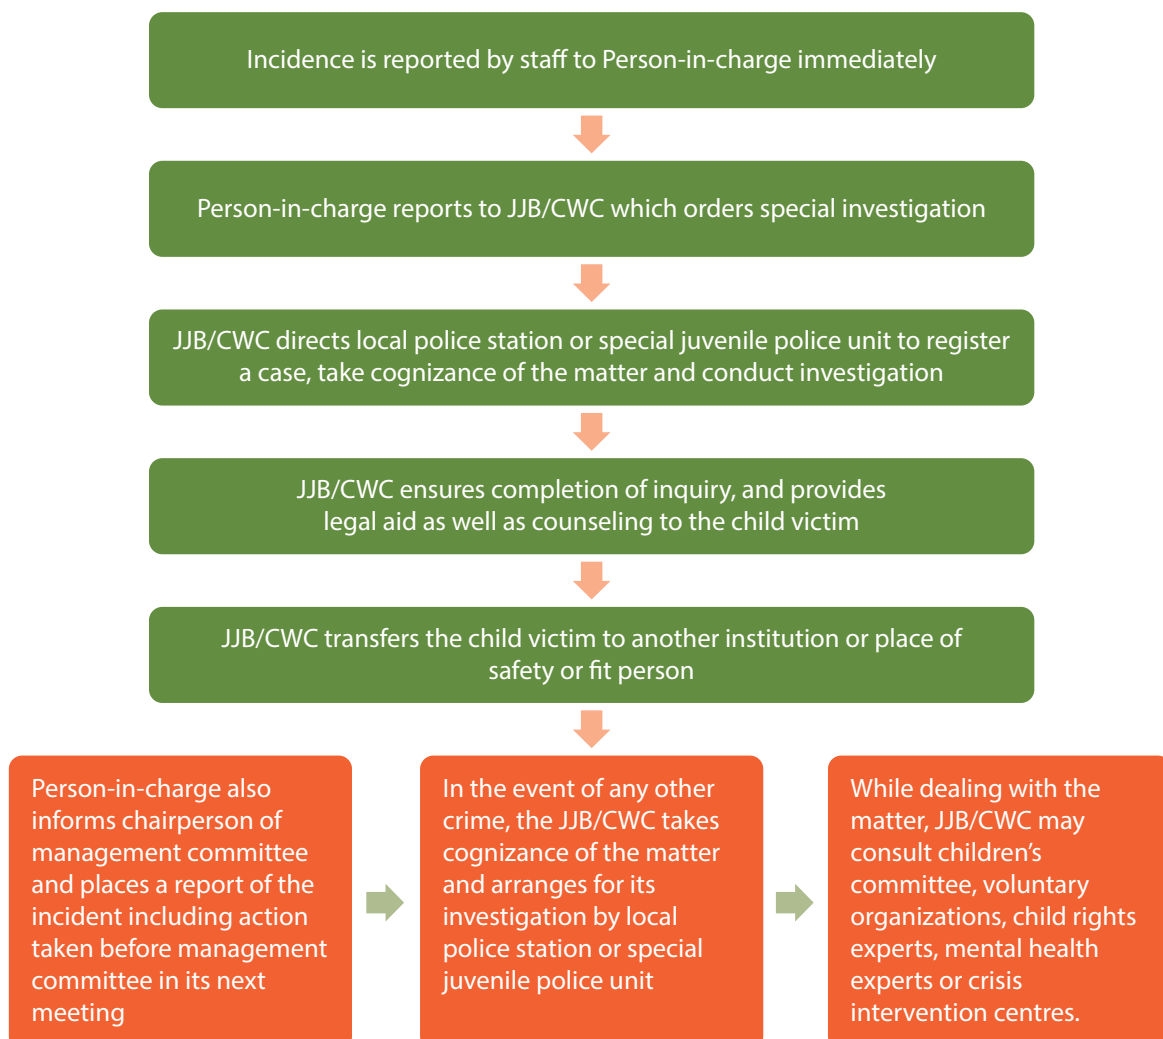 Incidence is reported by staff to Person-in-charge immediately
Person-in-charge reports to JJB/CWC which orders special investigation
JJB/CWC directs local police station or special juvenile police unit to register
a case, take cognizance of the matter and conduct investigation
JJB/CWC ensures completion of inquiry, and provides
legal aid as well as counseling to the child victim
JJB/CWC transfers the child victim to another institution or place of
safety or fit person
Person-in-charge also
informs chairperson of
management committee
and places a report of the
incident including action
taken before management
committee in its next
meeting
In the event of any other
crime, the JJB/CWC takes
cognizance of the matter
and arranges for its
investigation by local
police station or special
juvenile police unit
While dealing with the
matter, JJB/CWC may
consult children’s
committee, voluntary
organizations, child rights
experts, mental health
experts or crisis
intervention centres.